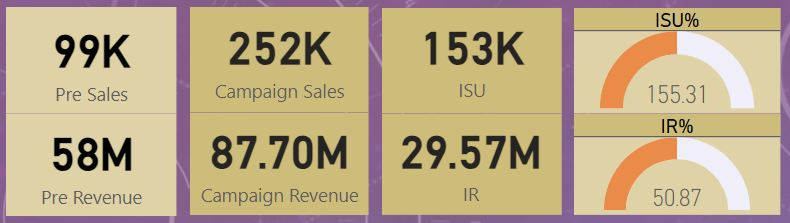 99K
Pre Sales
58M
Pre Revenue
252K
Campaign Sales
87.70M
Campaign Revenue
153K
ISU
29.57M
IR
ISU%
155.31
IR%
50.87